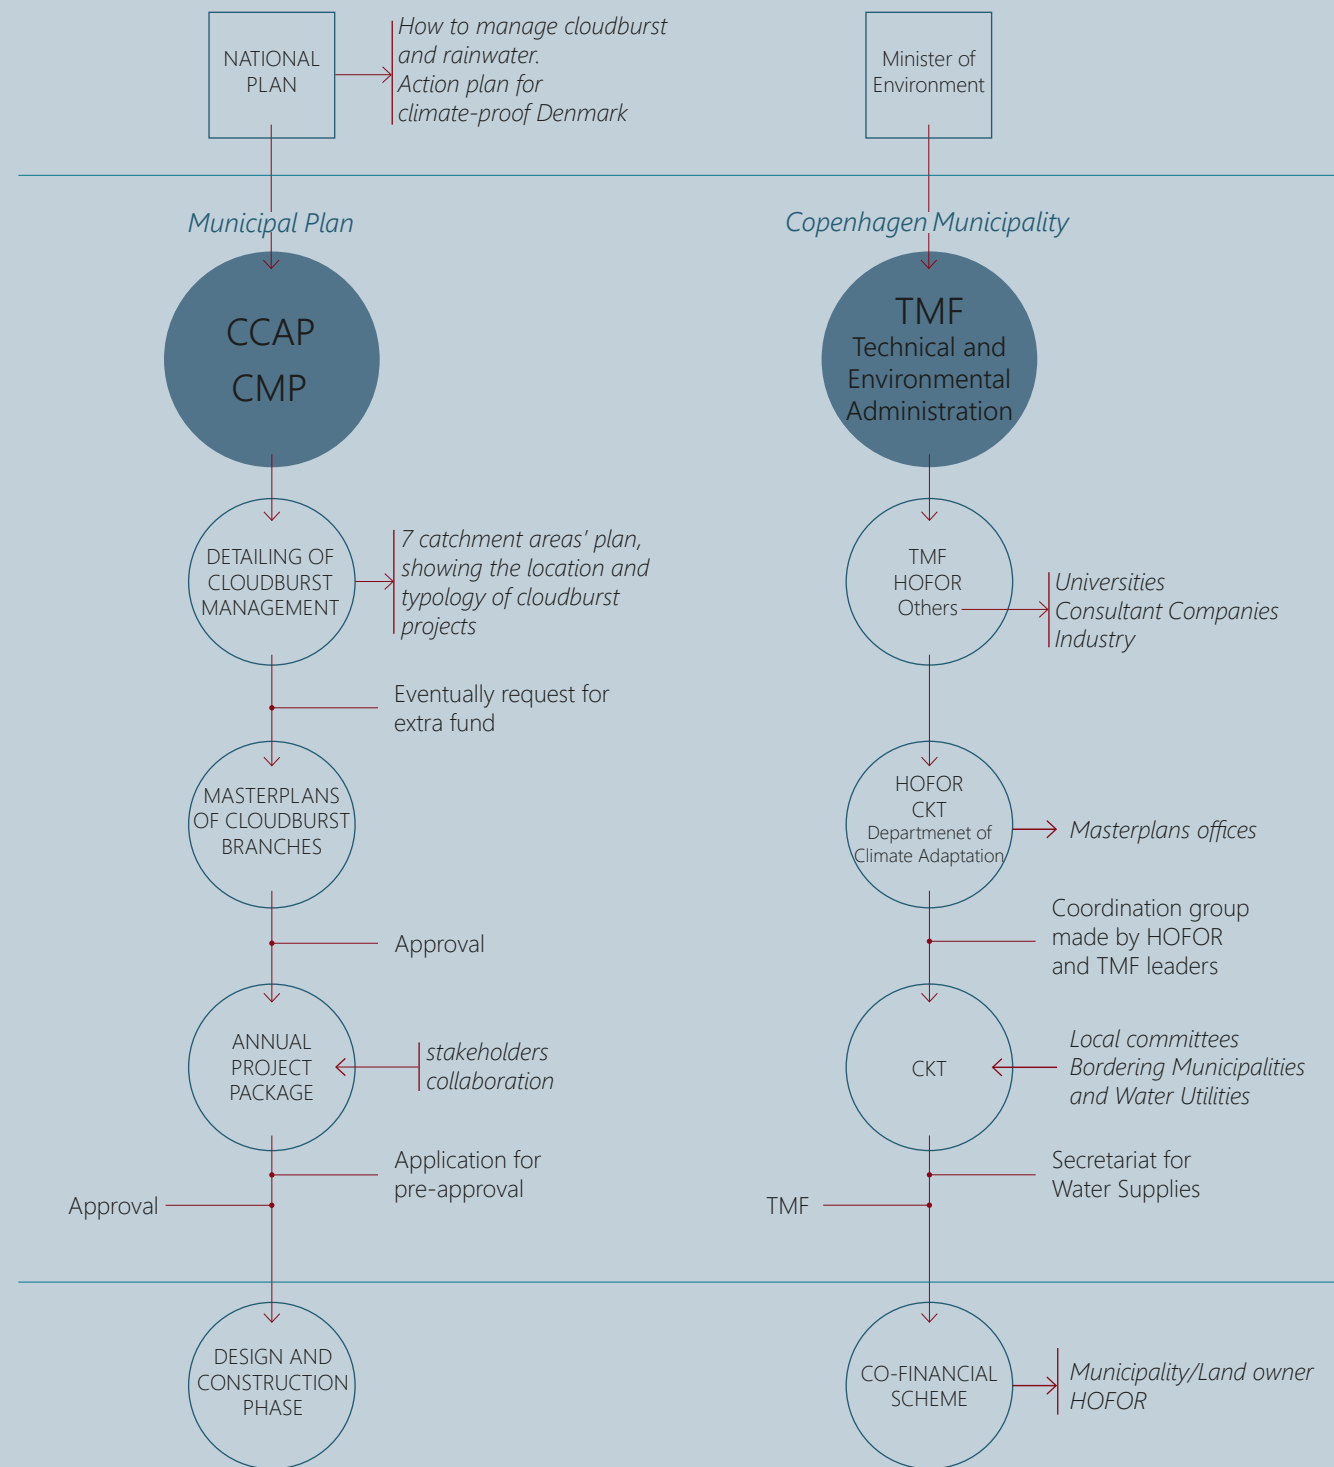 NATIONAL
PLAN
How to manage cloudburst
and rainwater.
Action plan for
climate-proof Denmark
Minister of
Environment
Municipal Plan
Copenhagen Municipality
CCAP
CMP
TMF
Technical and
Environmental
Administration
DETAILING OF
CLOUDBURST
MANAGEMENT
7 catchment areas' plan,
showing the location and
typology of cloudburst
projects
TMF
HOFOR
Others
Universities
Consultant Companies
Industry
Eventually request for
extra fund
MASTERPLANS
OF CLOUDBURST
BRANCHES
HOFOR
CKT
Departmenet of
Climate Adaptation
Masterplans offices
Approval
Coordination group
made by HOFOR
and TMF leaders
ANNUAL
PROJECT
PACKAGE
stakeholders
collaboration
CKT
Local committees
Bordering Municipalities
and Water Utilities
Application for
pre-approval
Approval
Secretariat for
Water Supplies
TMF
DESIGN AND
CONSTRUCTION
PHASE
CO-FINANCIAL
SCHEME
Municipality/Land owner
HOFOR